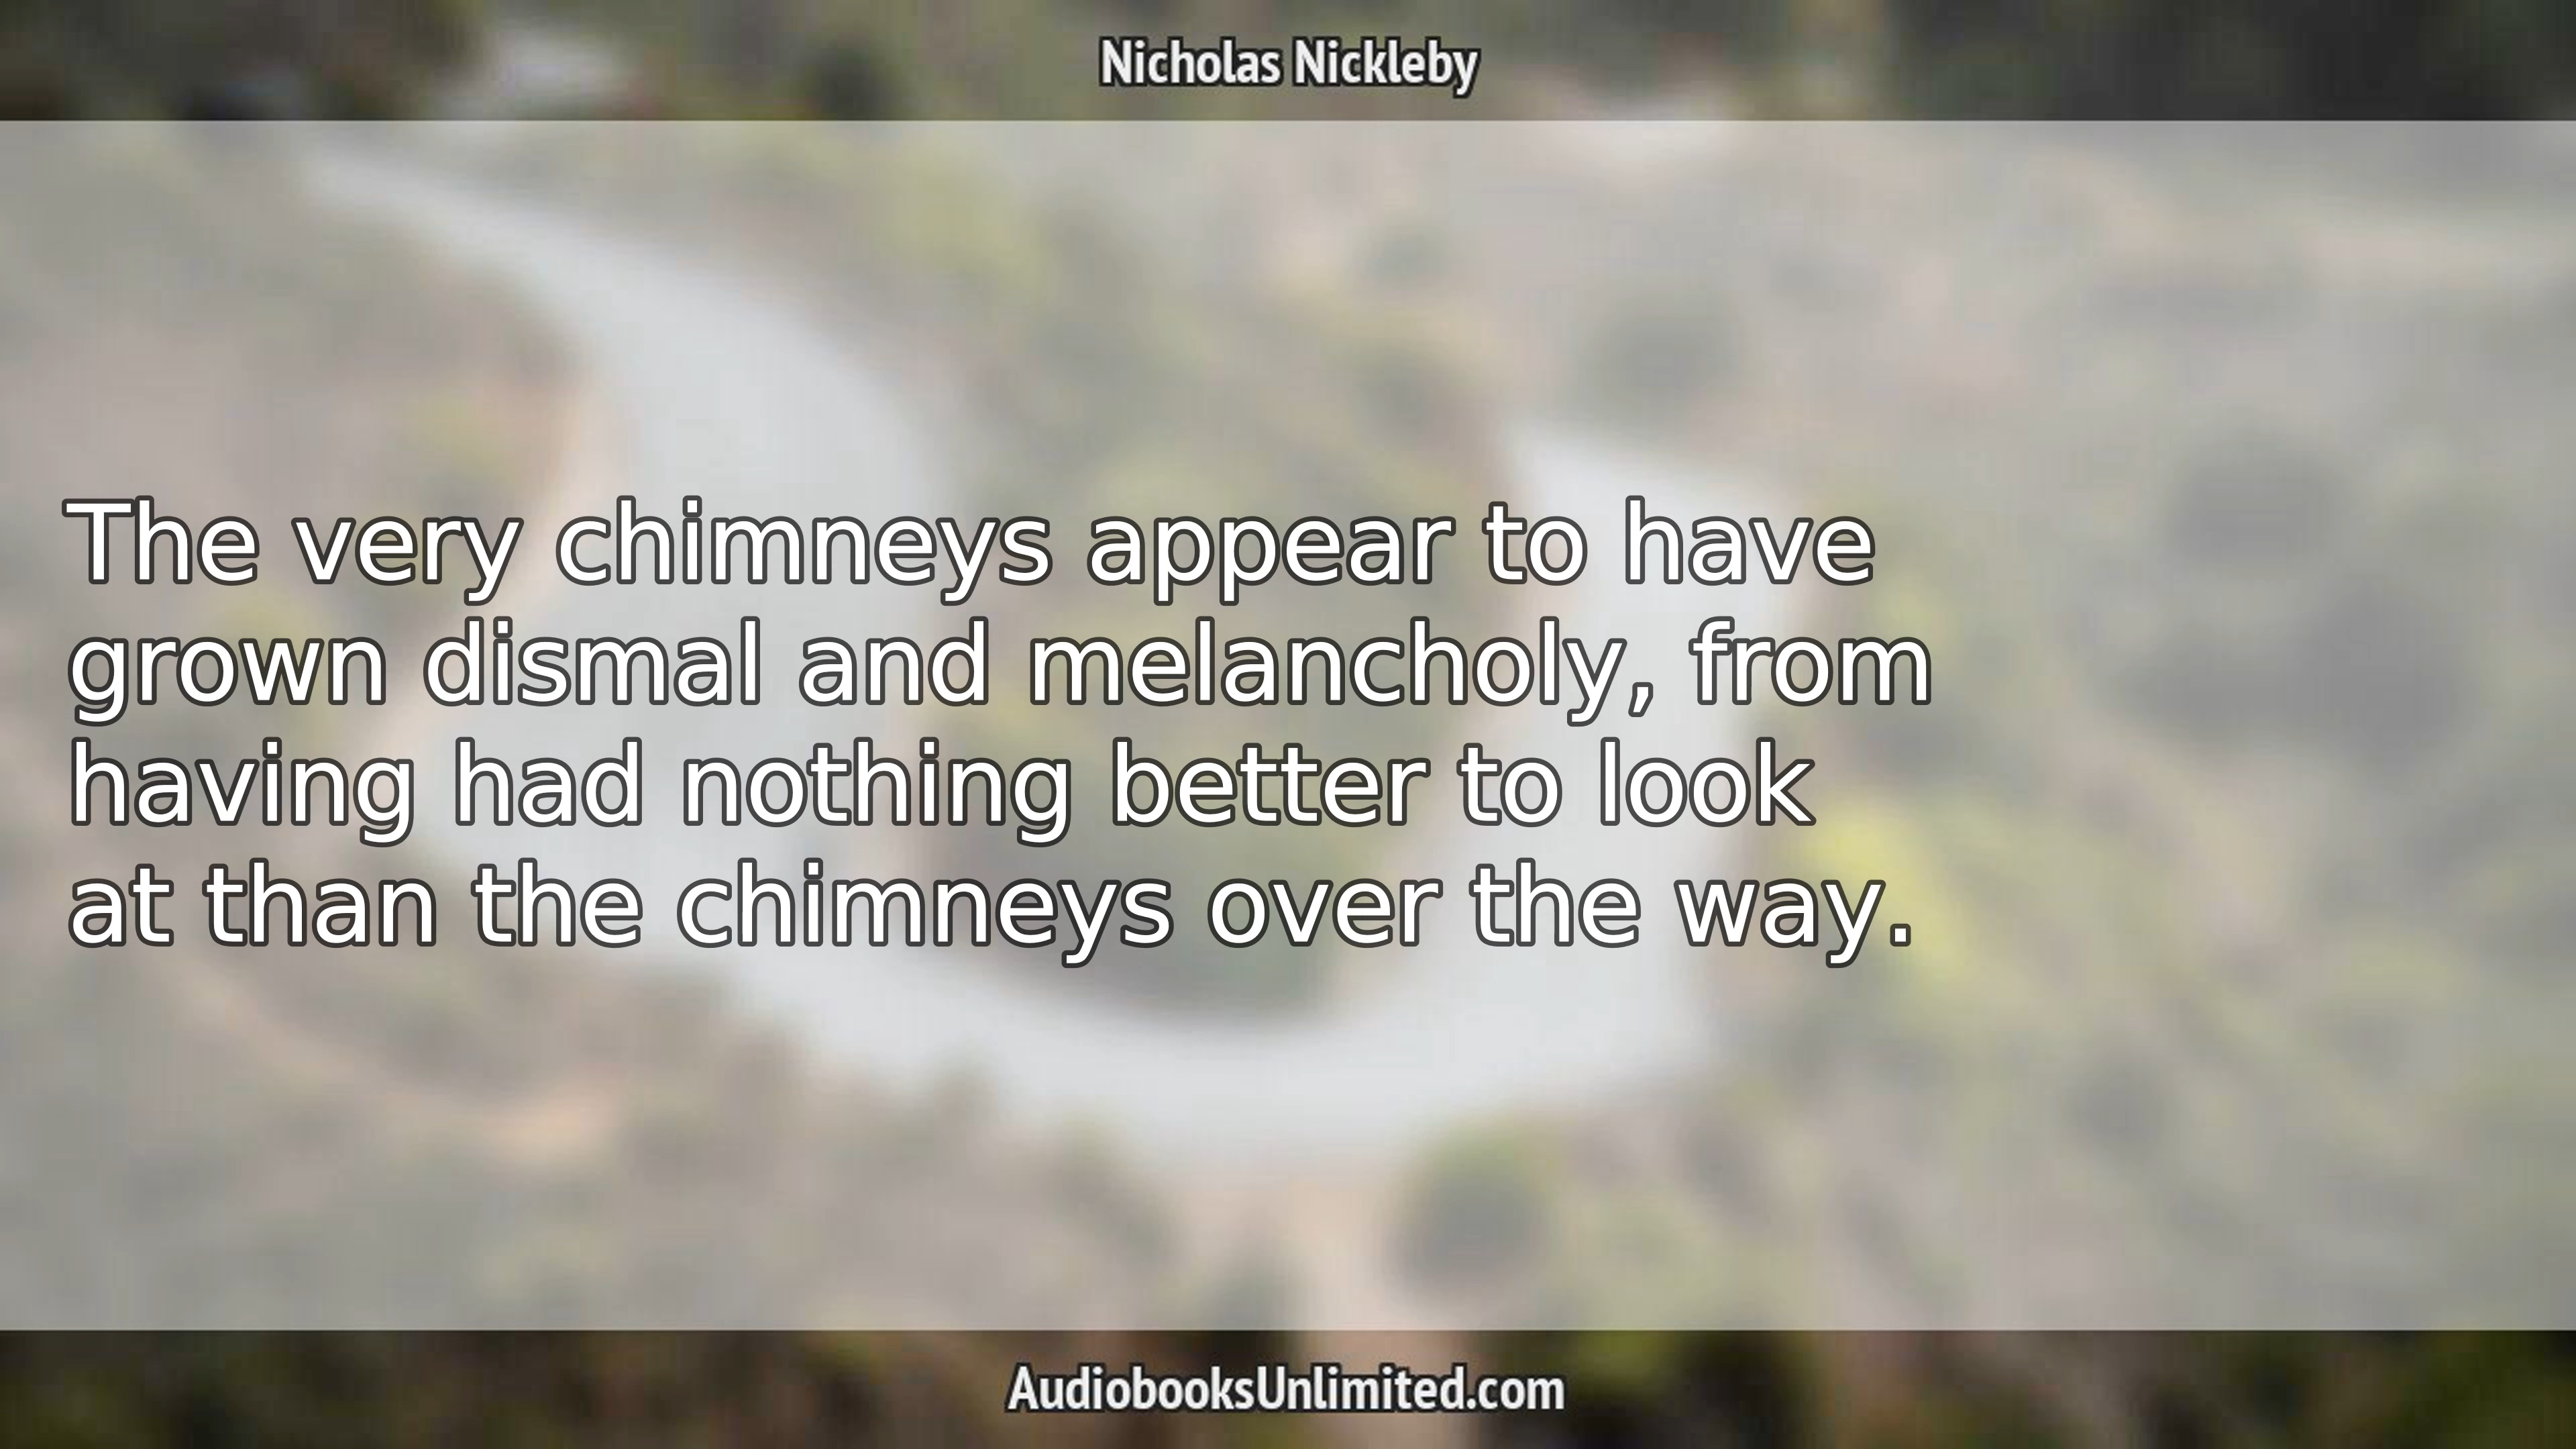 Nicholas Nickleby
The very chimneys appear to have
grown dismal and melancholy, from
having had nothing better to look
at than the chimneys over the way.
AudiobooksUnlimited.com